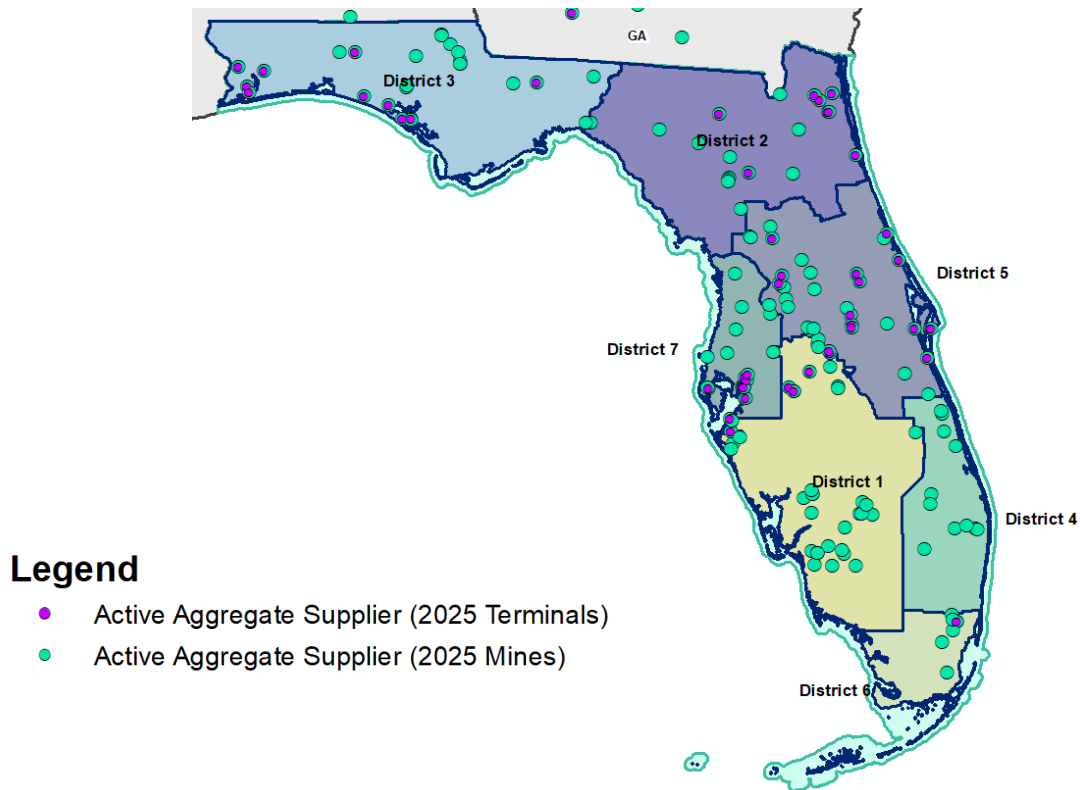 GA
District 3
District 2
District 5
District 7
District 1
District 4
Legend
Active Aggregate Supplier (2025 Terminals)
Active Aggregate Supplier (2025 Mines)
District 6